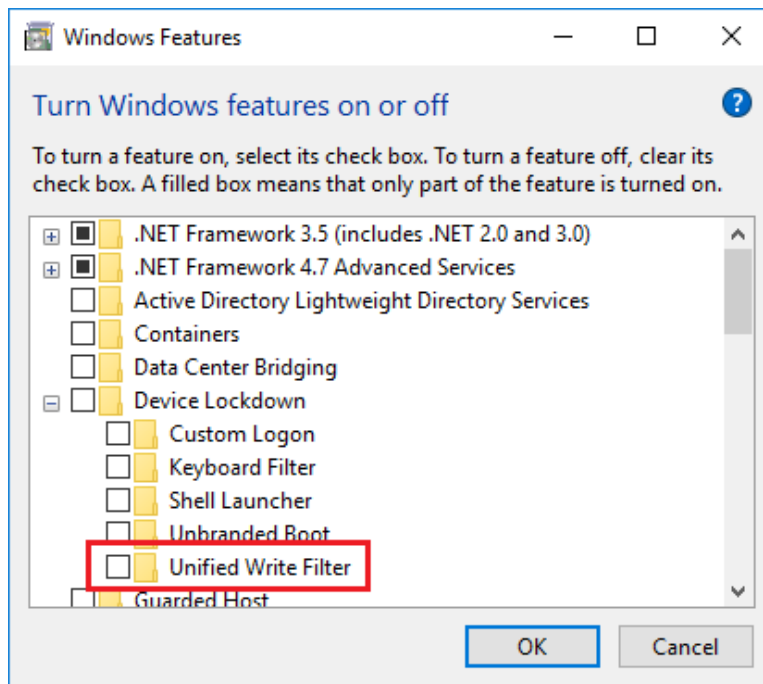 Windows Features
Turn Windows features on or off
?
To turn a feature on, select its check box. To turn a feature off, clear its
check box. A filled box means that only part of the feature is turned on.
.NET Framework 3.5 (includes .NET 2.0 and 3.0)
.NET Framework 4.7 Advanced Services
Active Directory Lightweight Directory Services
Containers
Data Center Bridging
Device Lockdown
Custom Logon
Keyboard Filter
Shell Launcher
Unbranded Boot
Unified Write Filter
Guarded Host
OK Cancel